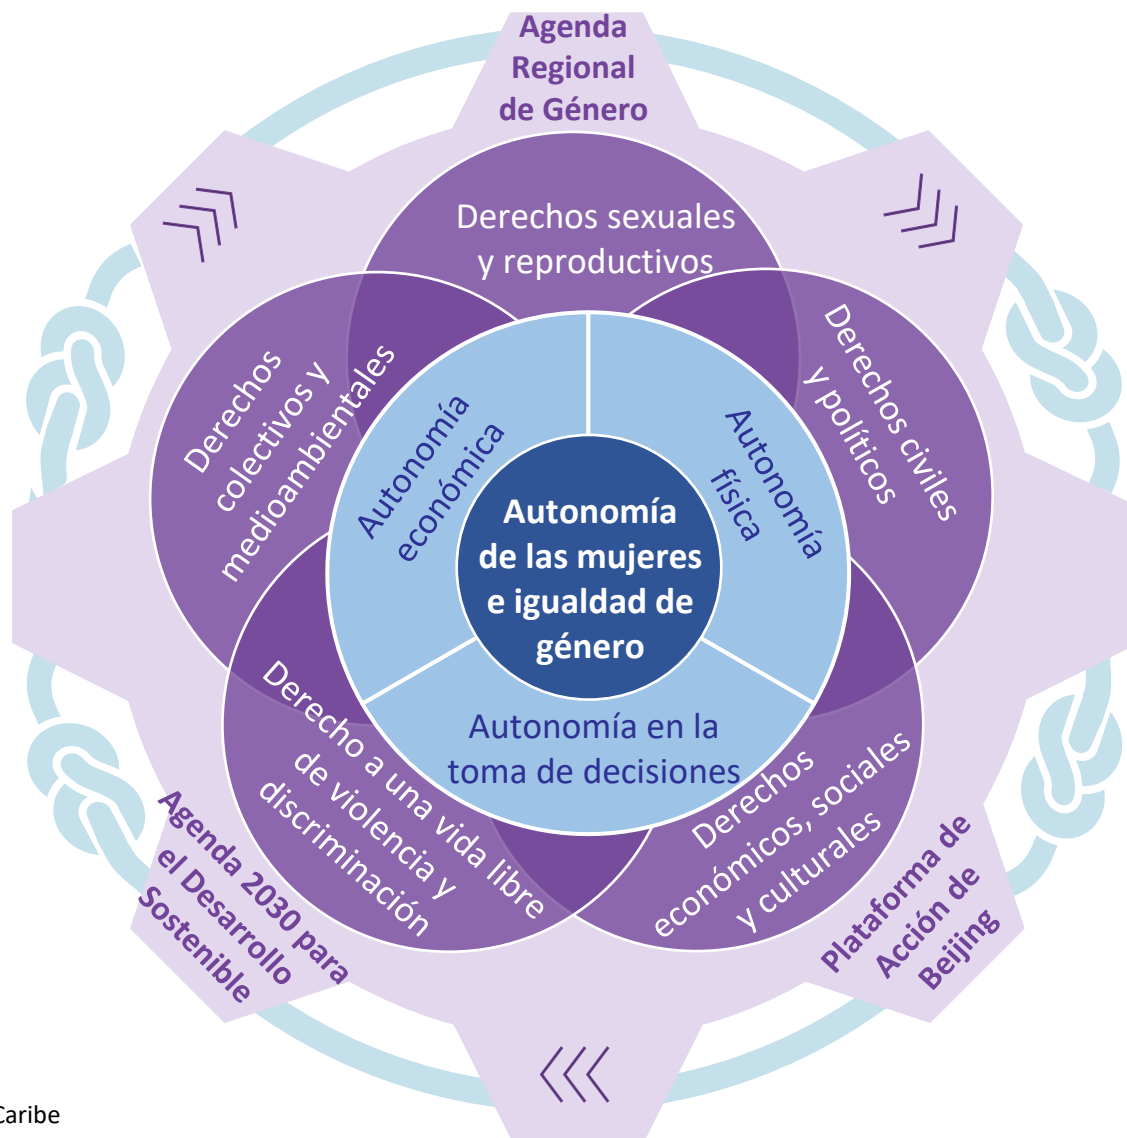 Agenda
Regional
de Género
Derechos sexuales
y reproductivos
Derechos
colectivos y
medioambientales
Derechos civiles
y políticos
Autonomía
económica
Autonomía
física
Autonomía
de las mujeres
e igualdad de
género
Autonomía en la
toma de decisiones
Derecho a una vida libre
de violencia y
discriminación
Derechos
económicos, sociales
y culturales
Agenda 2030 para
el Desarrollo
Sostenible
Plataforma de
Acción de
Beijing
Caribe